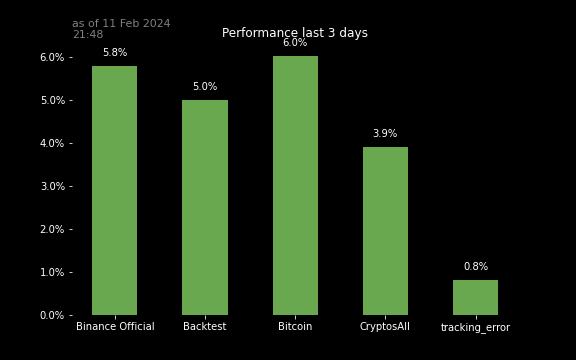 as of 11 Feb 2024
21:48
Performance last 3 days
6.0%
5.8%
5.0%
6.0%
3.9%
0.8%
5.0%
4.0%
3.0%
2.0%
1.0%
0.0%
Binance Official
Backtest
Bitcoin
CryptosAll
tracking_error